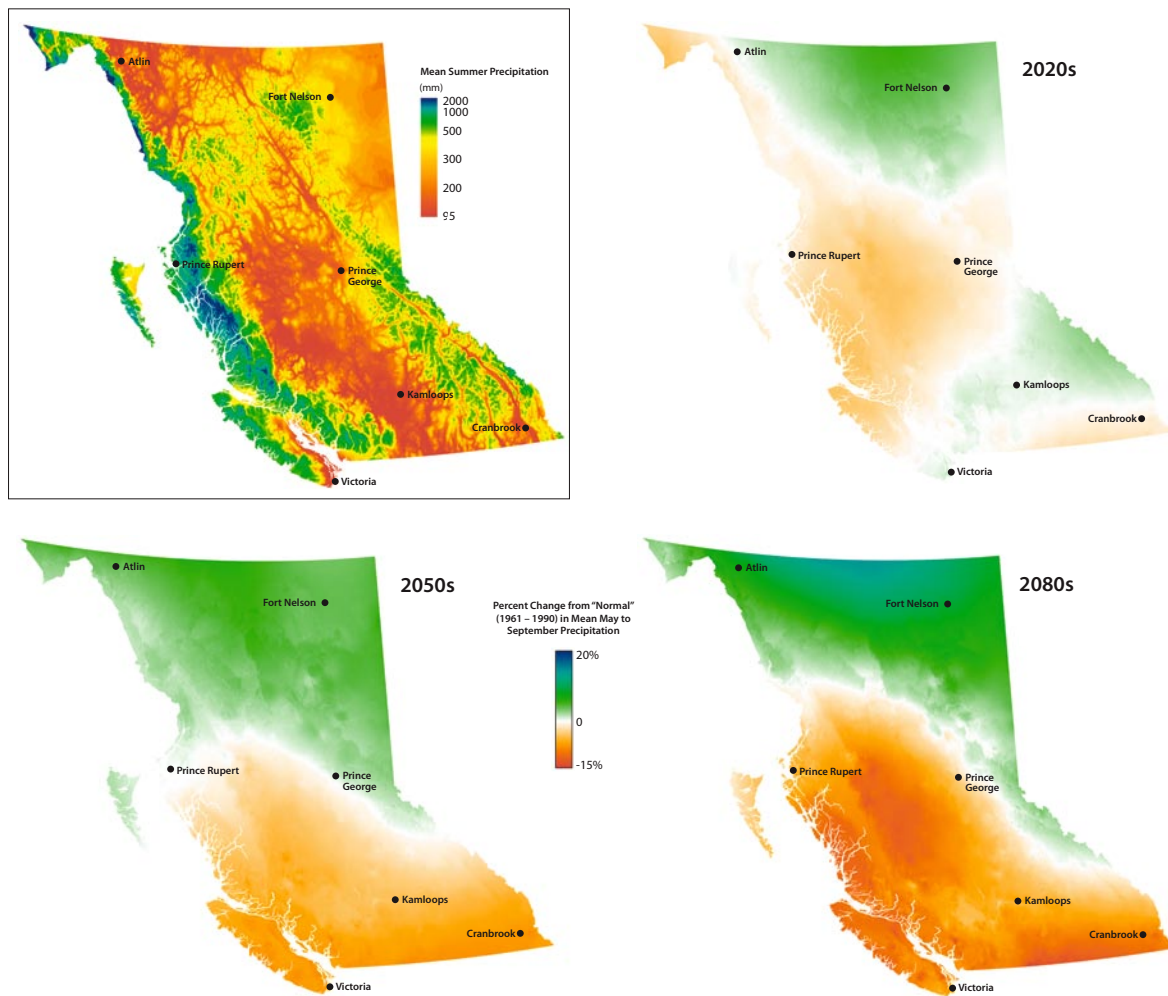 Atlin
Mean Summer Precipitation
(mm)
Fort Nelson
2000
1000
500
300
200
95
Prince Rupert
Prince
George
Kamloops
Cranbrook
Victoria
Atlin
2020s
Fort Nelson
Prince Rupert
Prince
George
Kamloops
Cranbrook
Victoria
Atlin
2050s
Fort Nelson
Prince Rupert
Prince
George
Kamloops
Cranbrook
Victoria
Percent Change from "Normal"
(1961 – 1990) in Mean May to
September Precipitation
20%
0
-15%
Atlin
2080s
Fort Nelson
Prince Rupert
Prince
George
Kamloops
Cranbrook
Victoria